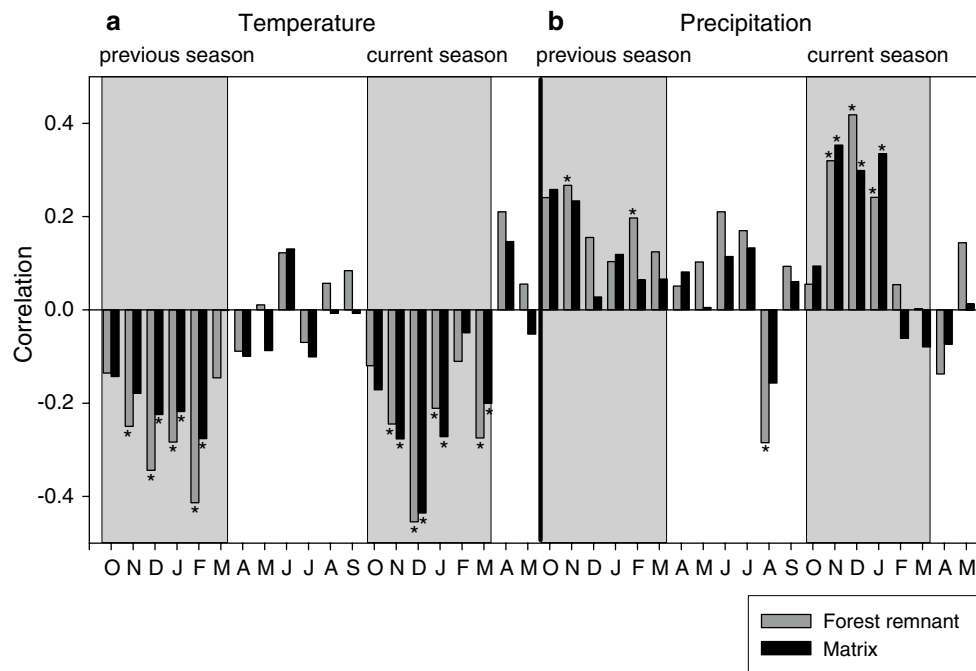 a Temperature b Precipitation
previous season current season previous season current season
Correlation
0.4
0.2
0.0
-0.2
-0.4
* * * * * * * * * * * * * * * *
* * * * * * * * *
O N D J F M A M J J A S O N D J F M A M O N D J F M A M J J A S O N D J F M A M
Forest remnant
Matrix